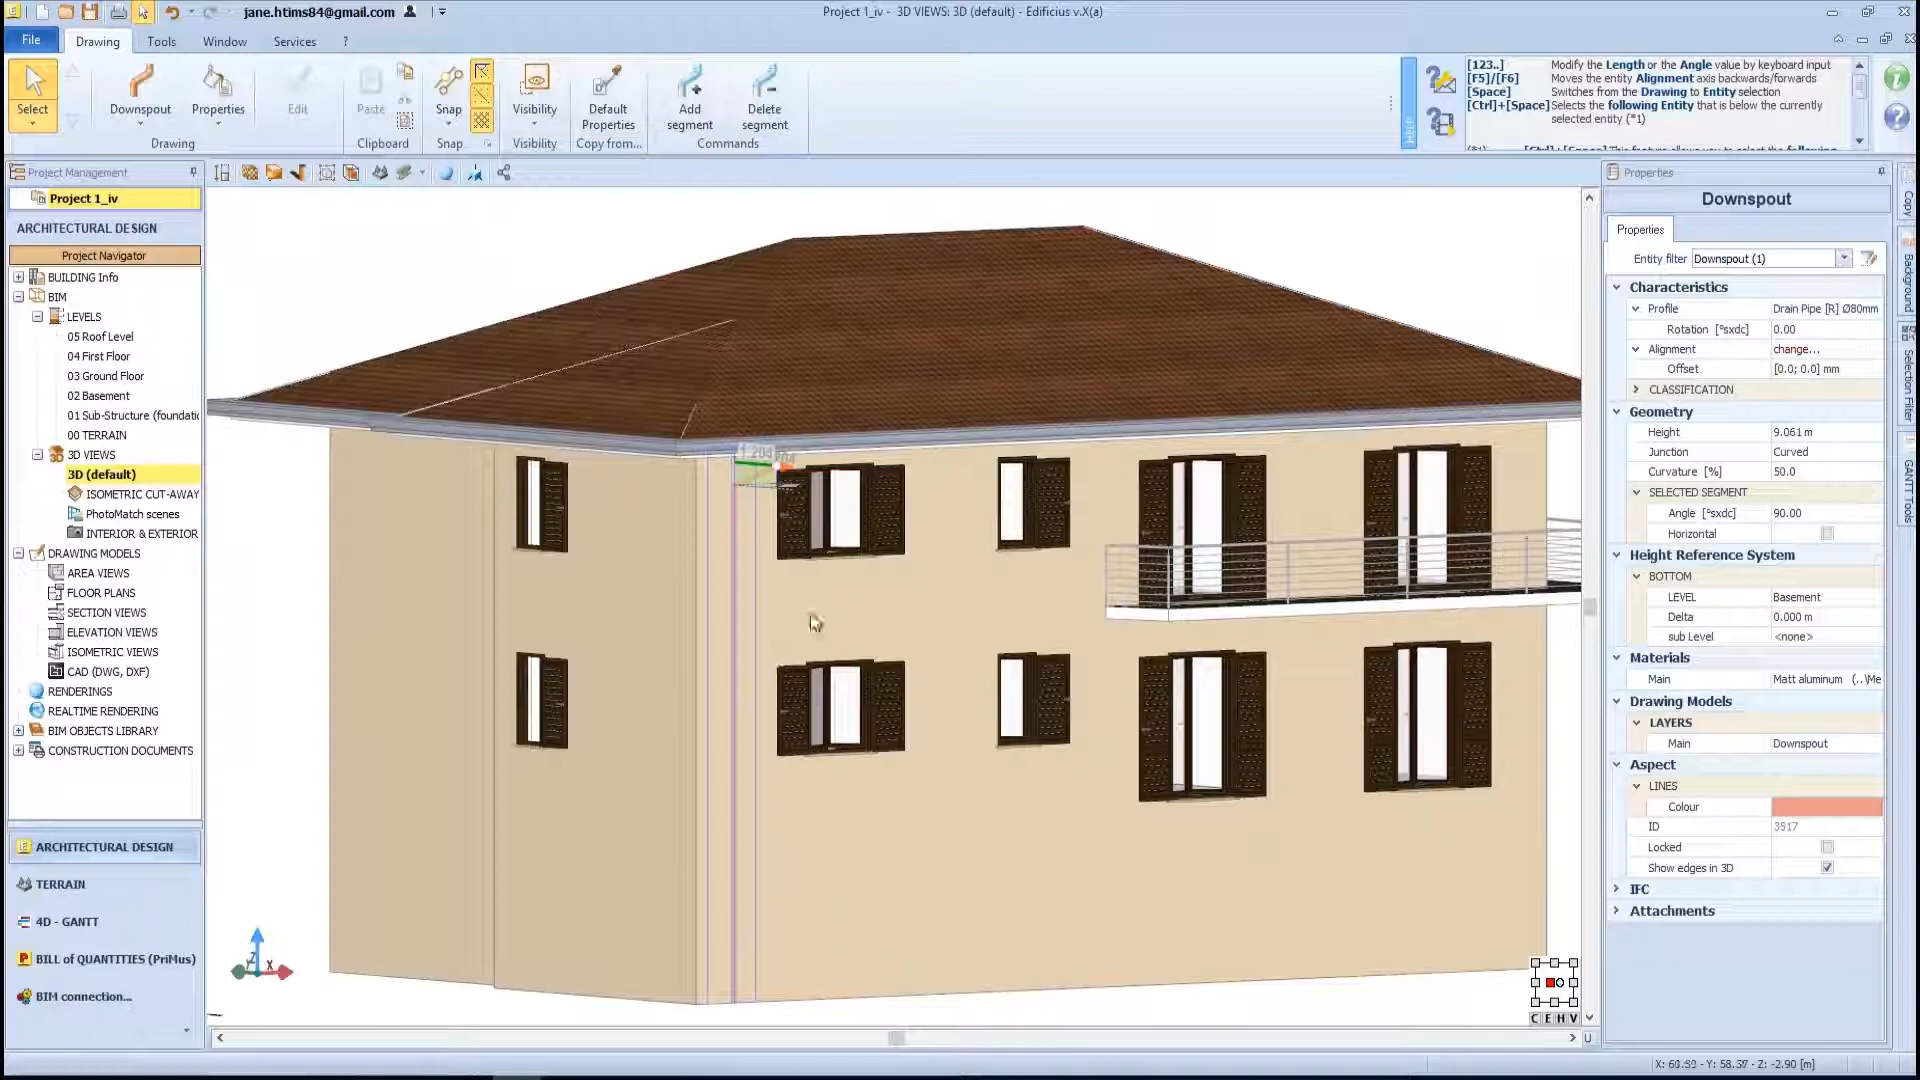 jane.htims84@gmail.com
Project 1_iv - 3D VIEWS: 3D (default) - Edificius v.X(a)
File
Drawing
Tools
Window
Services
?
Select
Downspout
Properties
Edit
Drawing
Paste
Clipboard
Snap
Snap
Visibility
Visibility
Default
Properties
Copy from...
Add
segment
Delete
segment
Commands
HELP
[123..] Modify the Length or the Angle value by keyboard input
[F5]/[F6] Moves the entity Alignment axis backwards/forwards
[Space] Switches from the Drawing to Entity selection
[Ctrl]+[Space] Selects the following Entity that is below the currently
selected entity (*1)
Project Management
Project 1_iv
ARCHITECTURAL DESIGN
Project Navigator
BUILDING Info
BIM
LEVELS
05 Roof Level
04 First Floor
03 Ground Floor
02 Basement
01 Sub-Structure (foundatio
00 TERRAIN
3D VIEWS
3D (default)
ISOMETRIC CUT-AWAY
PhotoMatch scenes
INTERIOR & EXTERIOR
DRAWING MODELS
AREA VIEWS
FLOOR PLANS
SECTION VIEWS
ELEVATION VIEWS
ISOMETRIC VIEWS
CAD (DWG, DXF)
RENDERINGS
REALTIME RENDERING
BIM OBJECTS LIBRARY
CONSTRUCTION DOCUMENTS
ARCHITECTURAL DESIGN
TERRAIN
4D - GANTT
BILL of QUANTITIES (PriMus)
BIM connection...
Z
Y
X
C E H V
U
Properties
Downspout
Properties
Entity filter Downspout (1)
Characteristics
Profile Drain Pipe [R] Ø80mm
Rotation [°sxdc] 0.00
Alignment change...
Offset [0.0; 0.0] mm
CLASSIFICATION
Geometry
Height 9.061 m
Junction Curved
Curvature [%] 50.0
SELECTED SEGMENT
Angle [°sxdc] 90.00
Horizontal
Height Reference System
BOTTOM
LEVEL Basement
Delta 0.000 m
sub Level <none>
Materials
Main Matt aluminum (..\Me
Drawing Models
LAYERS
Main Downspout
Aspect
LINES
Colour
ID 3517
Locked
Show edges in 3D
IFC
Attachments
Copy
Background
Selection Filter
GANTT Tools